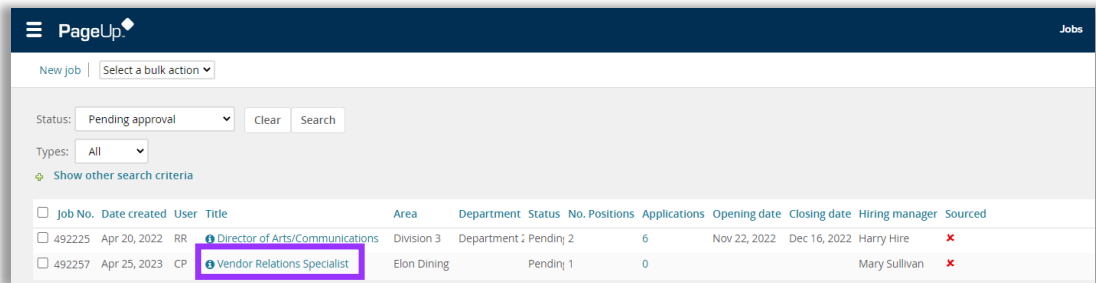 PageUp. Jobs
New job Select a bulk action
Status: Pending approval Clear Search
Types: All
Show other search criteria
Job No. Date created User Title Area Department Status No. Positions Applications Opening date Closing date Hiring manager Sourced
492225 Apr 20, 2022 RR Director of Arts/Communications Division 3 Department 2 Pending 2 6 Nov 22, 2022 Dec 16, 2022 Harry Hire
492257 Apr 25, 2023 CP Vendor Relations Specialist Elon Dining Pending 1 0 Mary Sullivan